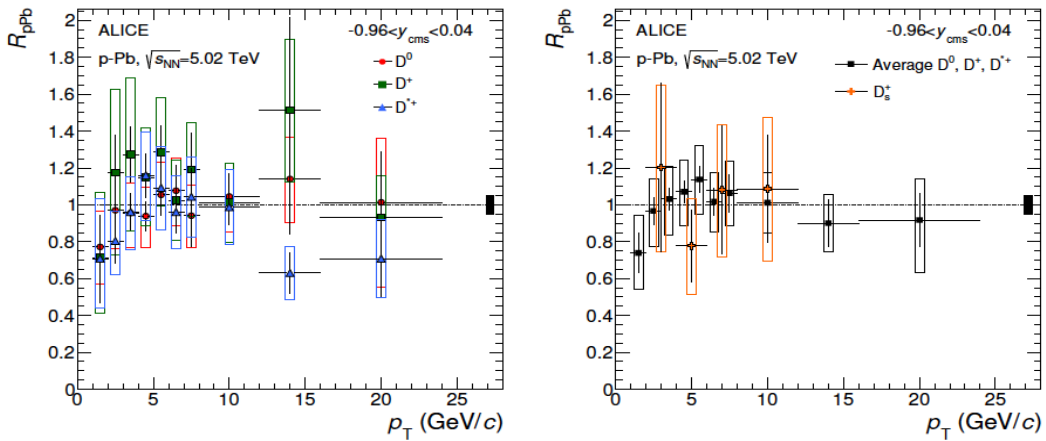 R_pPb
ALICE
-0.96<y_cms<0.04
p-Pb, √s_NN=5.02 TeV
D⁰
D⁺
D*⁺
2
1.8
1.6
1.4
1.2
1
0.8
0.6
0.4
0.2
0
0 5 10 15 20 25
p_T (GeV/c)
R_pPb
ALICE
-0.96<y_cms<0.04
p-Pb, √s_NN=5.02 TeV
Average D⁰, D⁺, D*⁺
D_s⁺
2
1.8
1.6
1.4
1.2
1
0.8
0.6
0.4
0.2
0
0 5 10 15 20 25
p_T (GeV/c)